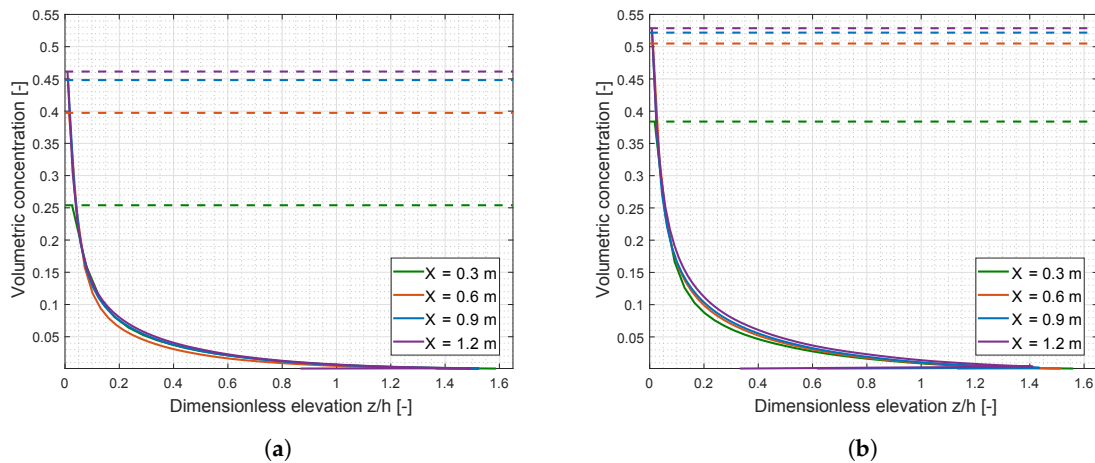 0.55
0.5
0.45
0.4
0.35
0.3
0.25
0.2
0.15
0.1
0.05
Volumetric concentration [-]
X = 0.3 m
X = 0.6 m
X = 0.9 m
X = 1.2 m
0 0.2 0.4 0.6 0.8 1 1.2 1.4 1.6
Dimensionless elevation z/h [-]
(a)
0.55
0.5
0.45
0.4
0.35
0.3
0.25
0.2
0.15
0.1
0.05
Volumetric concentration [-]
X = 0.3 m
X = 0.6 m
X = 0.9 m
X = 1.2 m
0 0.2 0.4 0.6 0.8 1 1.2 1.4 1.6
Dimensionless elevation z/h [-]
(b)